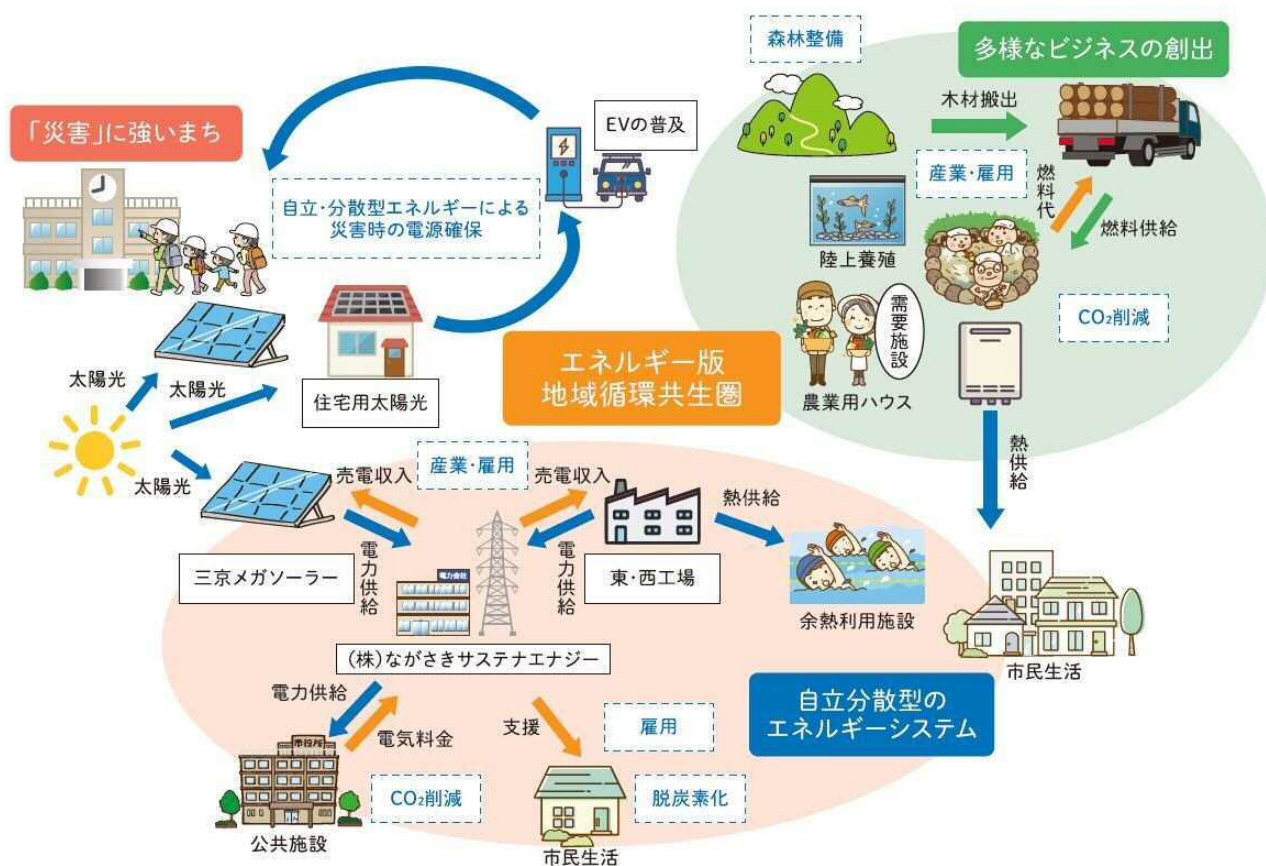 森林整備
多様なビジネスの創出
木材搬出
EVの普及
「災害」に強いまち
自立・分散型エネルギーによる
災害時の電源確保
産業・雇用
燃料代
燃料供給
陸上養殖
CO₂削減
需要施設
農業用ハウス
エネルギー版
地域循環共生圏
太陽光
太陽光
住宅用太陽光
太陽光
熱供給
売電収入
産業・雇用
売電収入
熱供給
電力供給
電力会社
電力供給
三京メガソーラー
東・西工場
余熱利用施設
(株)ながさきサステナエナジー
市民生活
電力供給
電気料金
支援
雇用
自立分散型の
エネルギーシステム
市役所
CO₂削減
脱炭素化
公共施設
市民生活